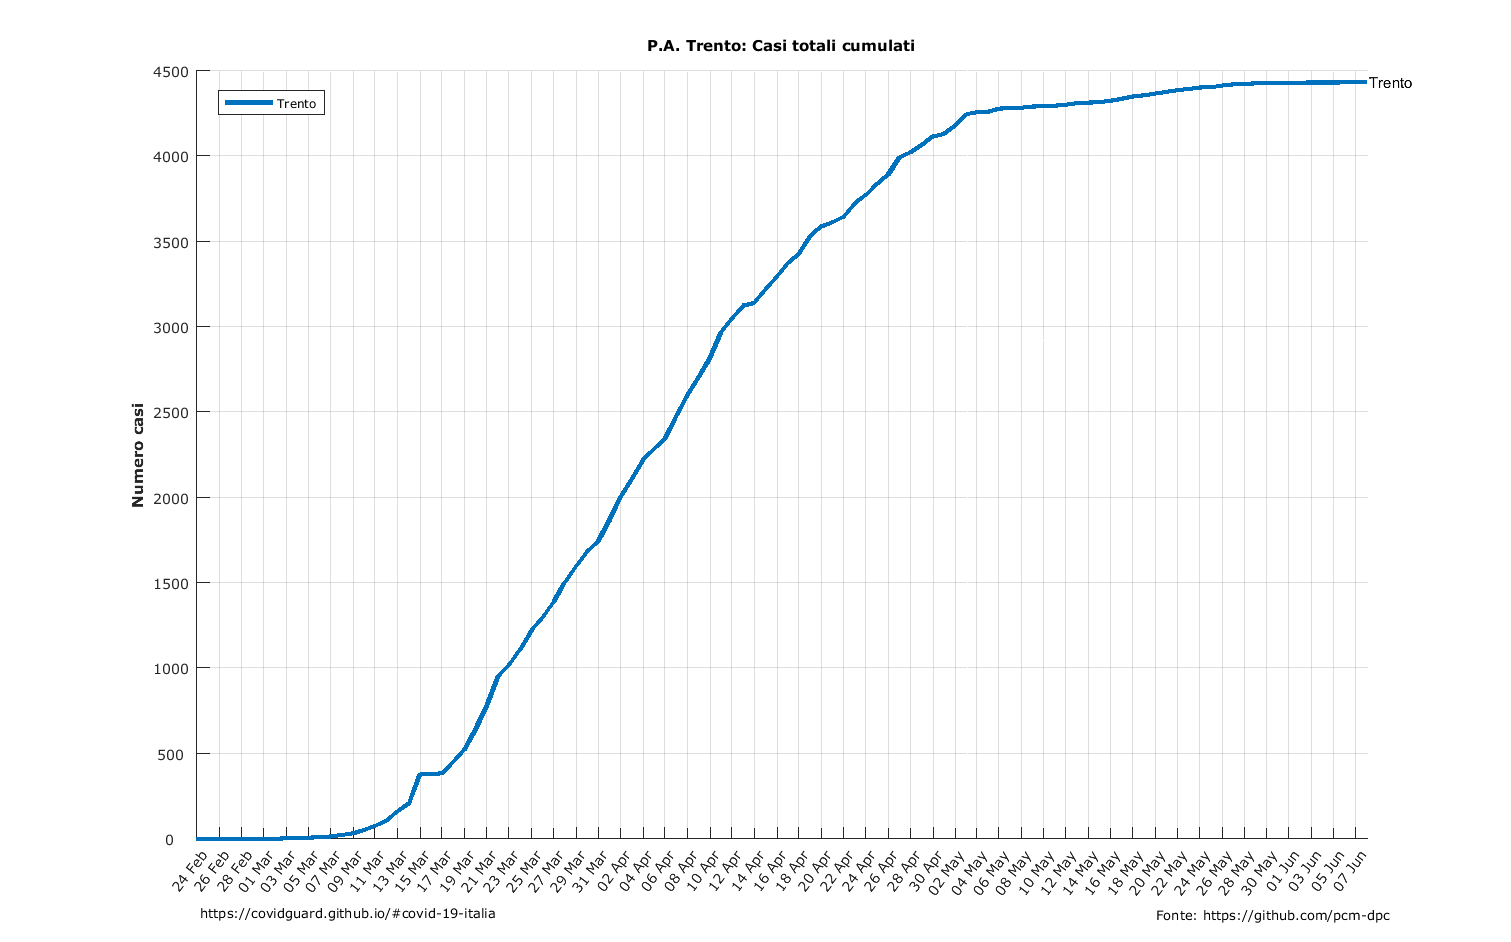 P.A. Trento: Casi totali cumulati
4500
4000
3500
3000
2500
2000
1500
1000
500
0
Numero casi
Trento
Trento
24 Feb
26 Feb
28 Feb
01 Mar
03 Mar
05 Mar
07 Mar
09 Mar
11 Mar
13 Mar
15 Mar
17 Mar
19 Mar
21 Mar
23 Mar
25 Mar
27 Mar
29 Mar
31 Mar
02 Apr
04 Apr
06 Apr
08 Apr
10 Apr
12 Apr
14 Apr
16 Apr
18 Apr
20 Apr
22 Apr
24 Apr
26 Apr
28 Apr
30 Apr
02 May
04 May
06 May
08 May
10 May
12 May
14 May
16 May
18 May
20 May
22 May
24 May
26 May
28 May
30 May
01 Jun
03 Jun
05 Jun
07 Jun
https://covidguard.github.io/#covid-19-italia
Fonte: https://github.com/pcm-dpc